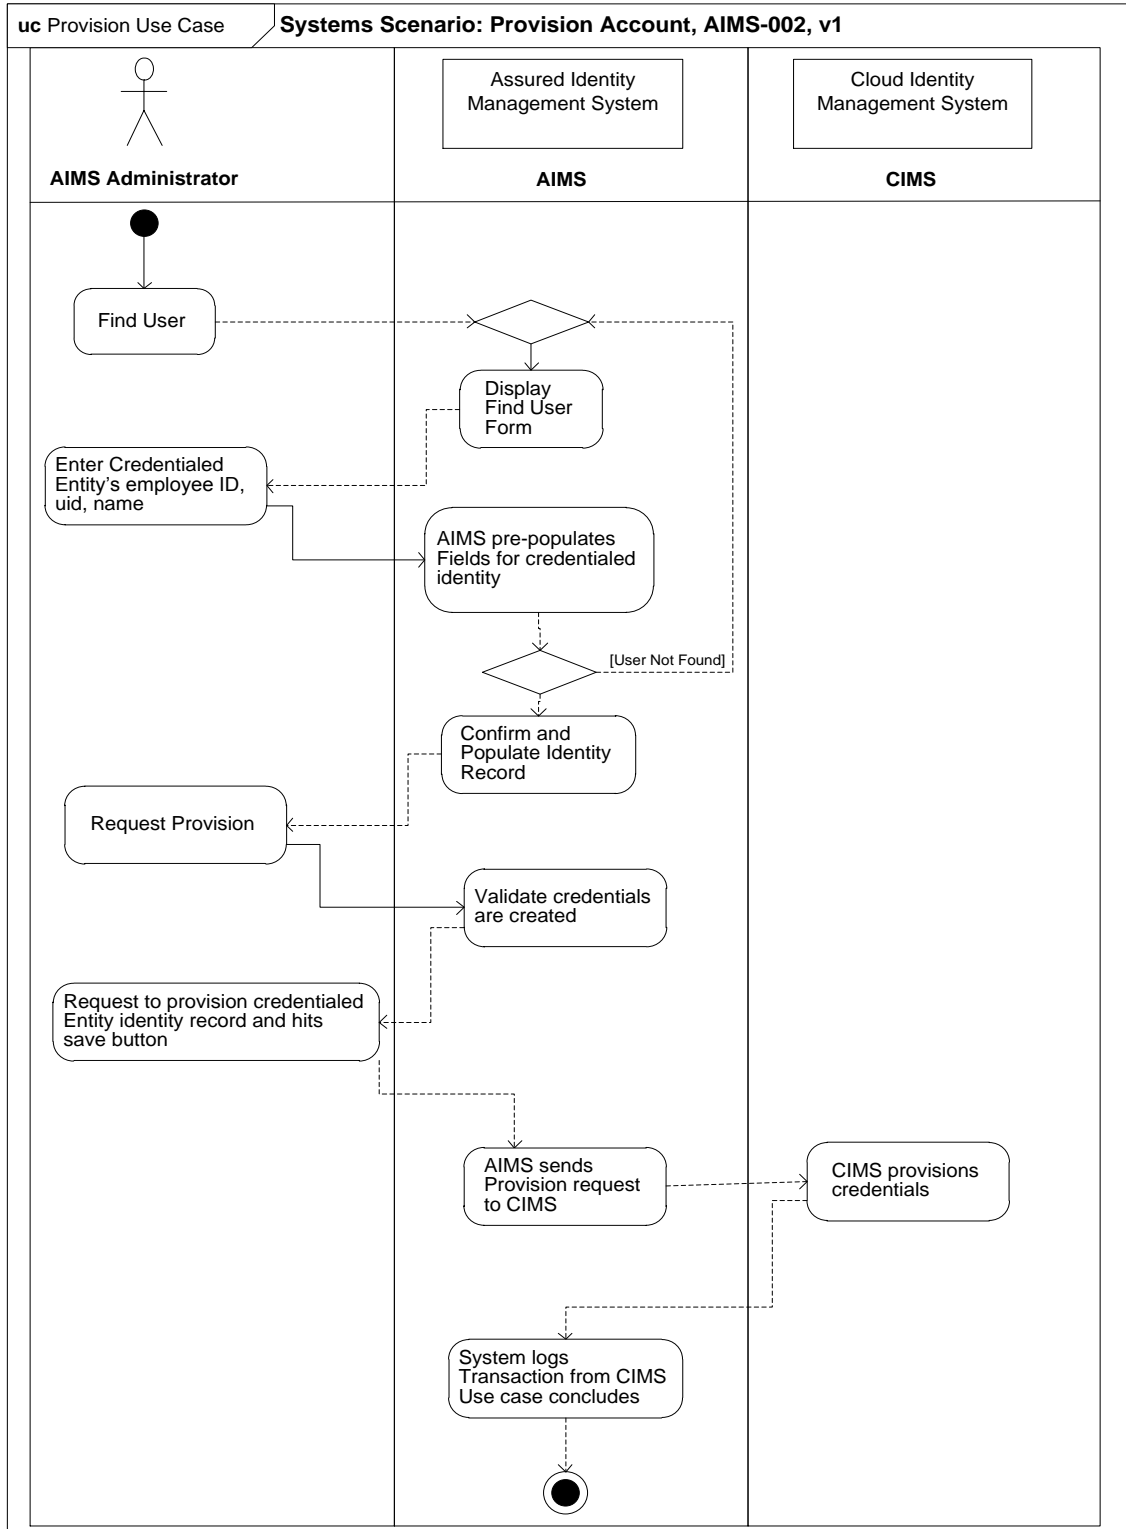 uc Provision Use Case
Systems Scenario: Provision Account, AIMS-002, v1
Assured Identity
Management System
Cloud Identity
Management System
AIMS Administrator
AIMS
CIMS
Find User
Display
Find User
Form
Enter Credentialed
Entity’s employee ID,
uid, name
AIMS pre-populates
Fields for credentialed
identity
[User Not Found]
Confirm and
Populate Identity
Record
Request Provision
Validate credentials
are created
Request to provision credentialed
Entity identity record and hits
save button
AIMS sends
Provision request
to CIMS
CIMS provisions
credentials
System logs
Transaction from CIMS
Use case concludes